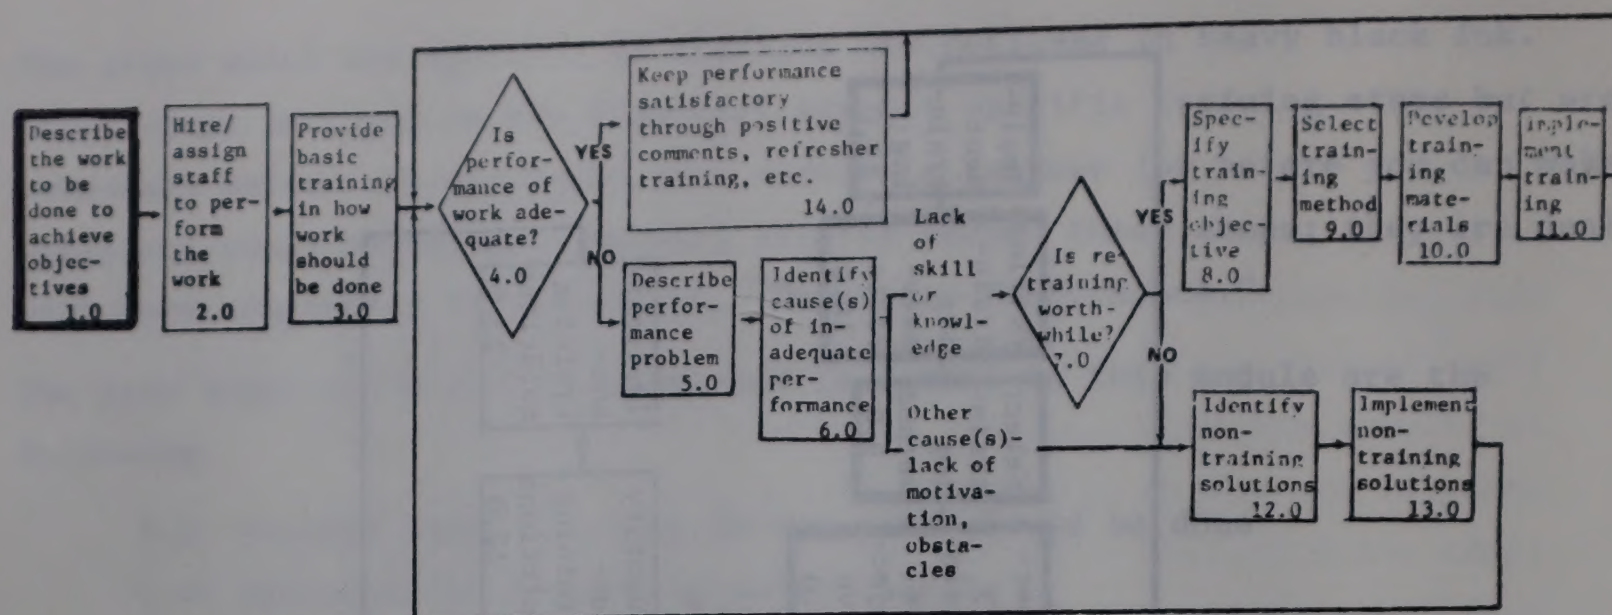 Describe
the work
to be
done to
achieve
objec-
tives
1.0
Hire/
assign
staff
to per-
form
the
work
2.0
Provide
basic
training
in how
work
should
be done
3.0
Is
perfor-
mance of
work ade-
quate?
4.0
YES
NO
Keep performance
satisfactory
through positive
comments, refresher
training, etc.
14.0
Describe
perfor-
mance
problem
5.0
Identify
cause(s)
of in-
adequate
per-
formance
6.0
Lack
of
skill
or
knowl-
edge
Other
cause(s)-
lack of
motiva-
tion,
obsta-
cles
Is re-
training
worth-
while?
7.0
YES
NO
Spec-
ify
train-
ing
objec-
tive
8.0
Select
train-
ing
method
9.0
Develop
train-
ing
mate-
rials
10.0
Imple-
ment
train-
ing
11.0
Identify
non-
training
solutions
12.0
Implement
non-
training
solutions
13.0
heavy black ink.
module are the